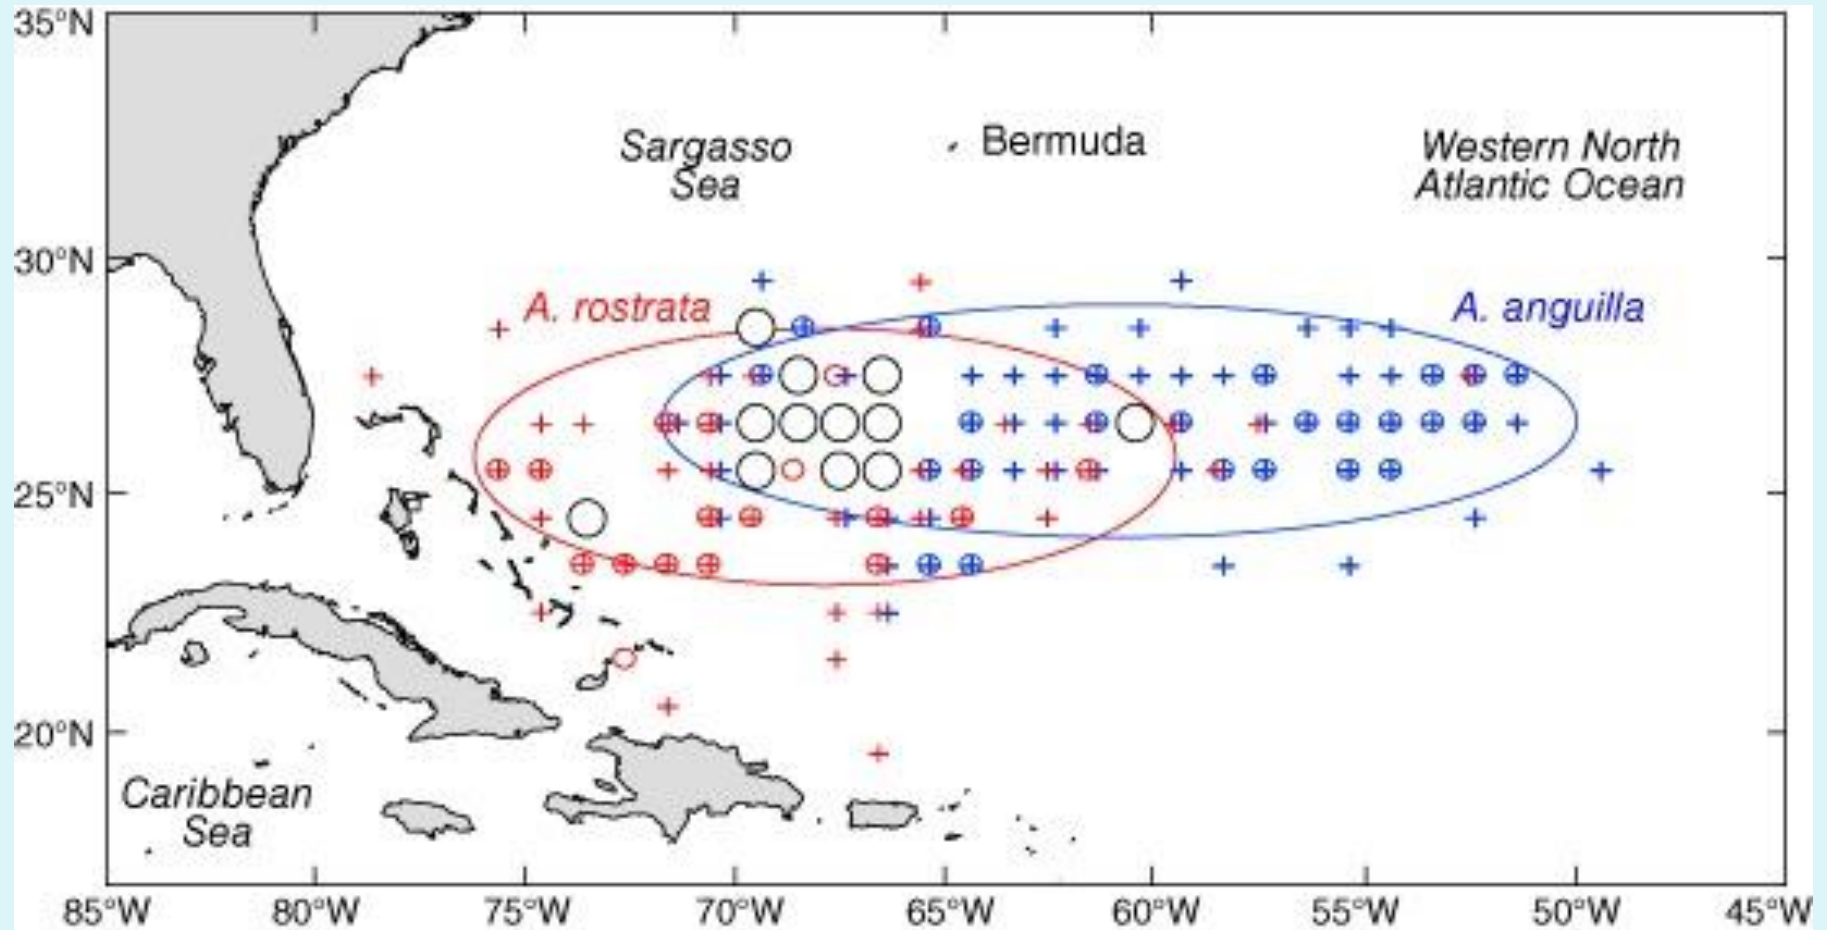 35°N
Sargasso
Sea
Bermuda
Western North
Atlantic Ocean
30°N
A. rostrata
A. anguilla
25°N
20°N
Caribbean
Sea
85°W 80°W 75°W 70°W 65°W 60°W 55°W 50°W 45°W